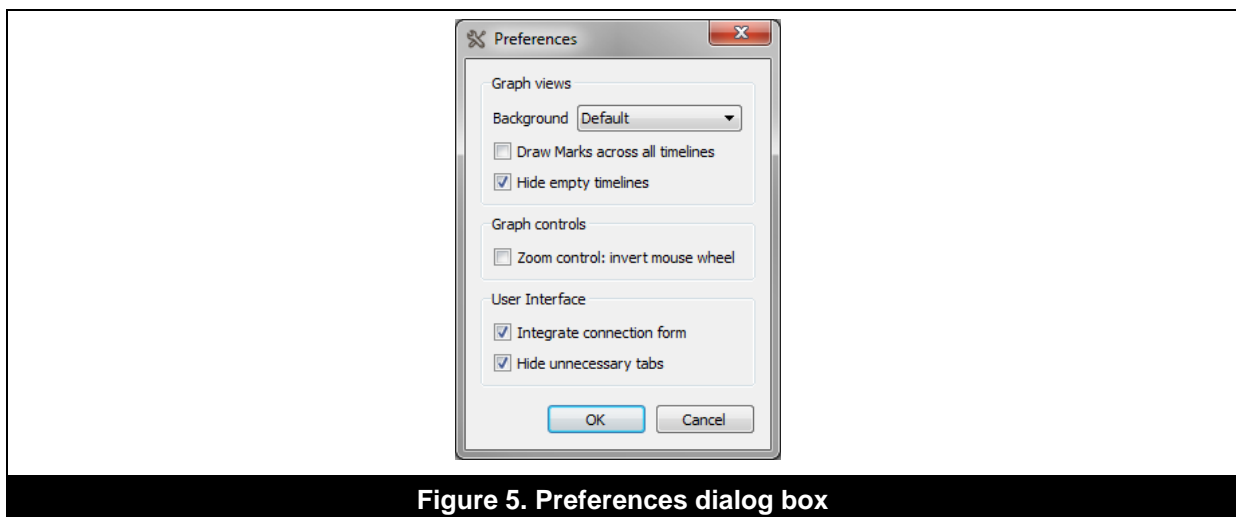 Preferences
Graph views
Background Default
Draw Marks across all timelines
Hide empty timelines
Graph controls
Zoom control: invert mouse wheel
User Interface
Integrate connection form
Hide unnecessary tabs
OK Cancel
Figure 5. Preferences dialog box